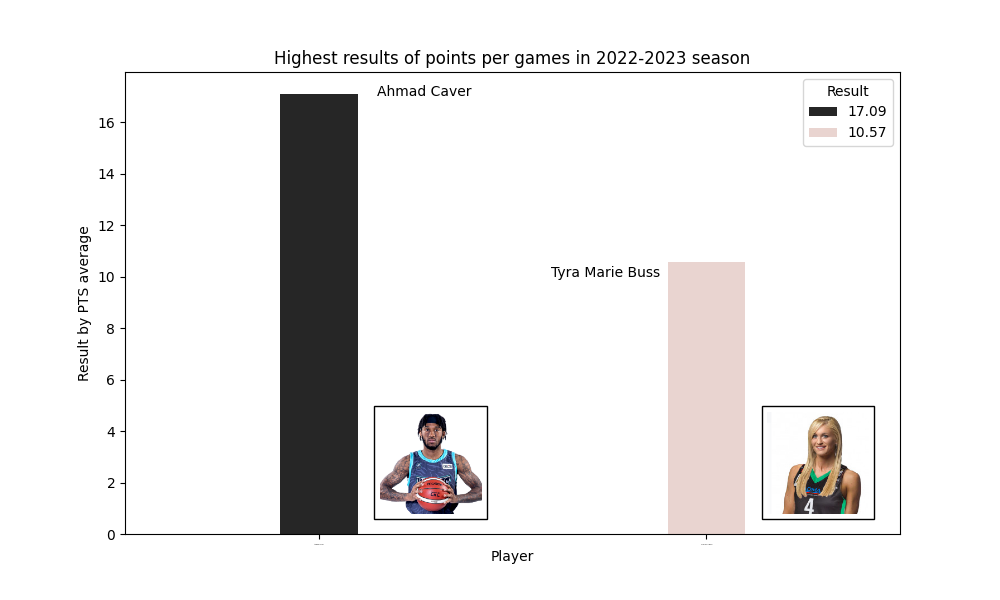 Highest results of points per games in 2022-2023 season
Ahmad Caver
Result
17.09
10.57
Tyra Marie Buss
Result by PTS average
16
14
12
10
8
6
4
2
0
4
Player